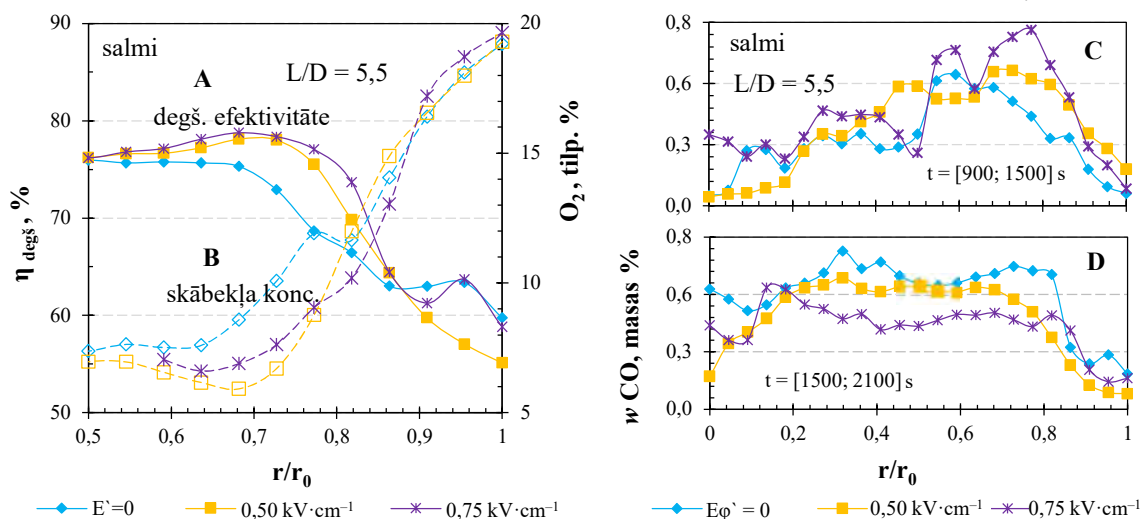 90
80
70
60
50
η degš, %
salmi
A
L/D = 5,5
degš. efektivitāte
B
skābekļa konc.
20
15
10
5
O2, tilp. %
0,5 0,6 0,7 0,8 0,9 1
r/r0
E`=0 0,50 kV·cm−1 0,75 kV·cm−1
0,9
0,6
0,3
0,0
salmi
L/D = 5,5
C
t = [900; 1500] s
w CO, masas %
0,8
0,6
0,3
0,0
D
t = [1500; 2100] s
0 0,2 0,4 0,6 0,8 1
r/r0
Eφ` = 0 0,50 kV·cm−1 0,75 kV·cm−1